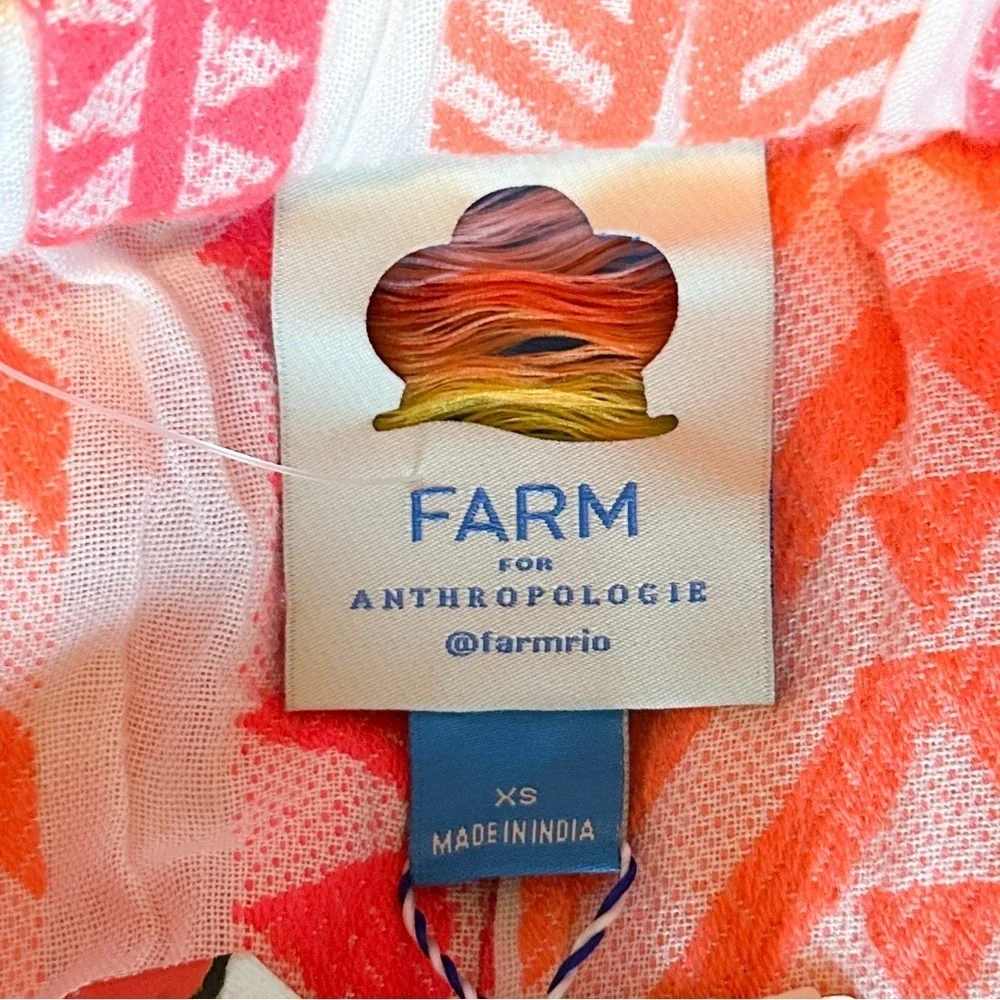 FARM
FOR
ANTHROPOLOGIE
@farmrio
XS
MADE IN INDIA